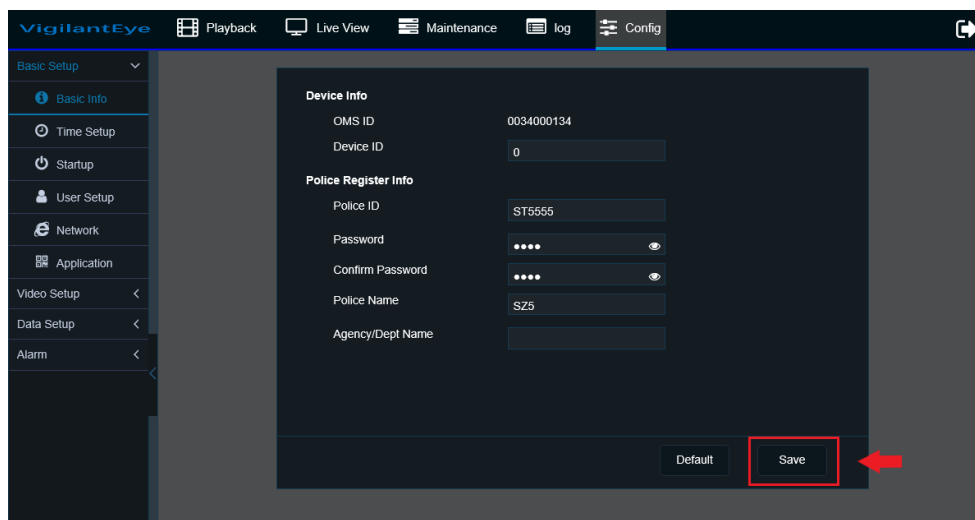 VigilantEye Playback Live View Maintenance log Config
Basic Setup
Basic Info
Time Setup
Startup
User Setup
Network
Application
Video Setup
Data Setup
Alarm
Device Info
OMS ID 0034000134
Device ID 0
Police Register Info
Police ID ST5555
Password ••••
Confirm Password ••••
Police Name SZ5
Agency/Dept Name
Default Save